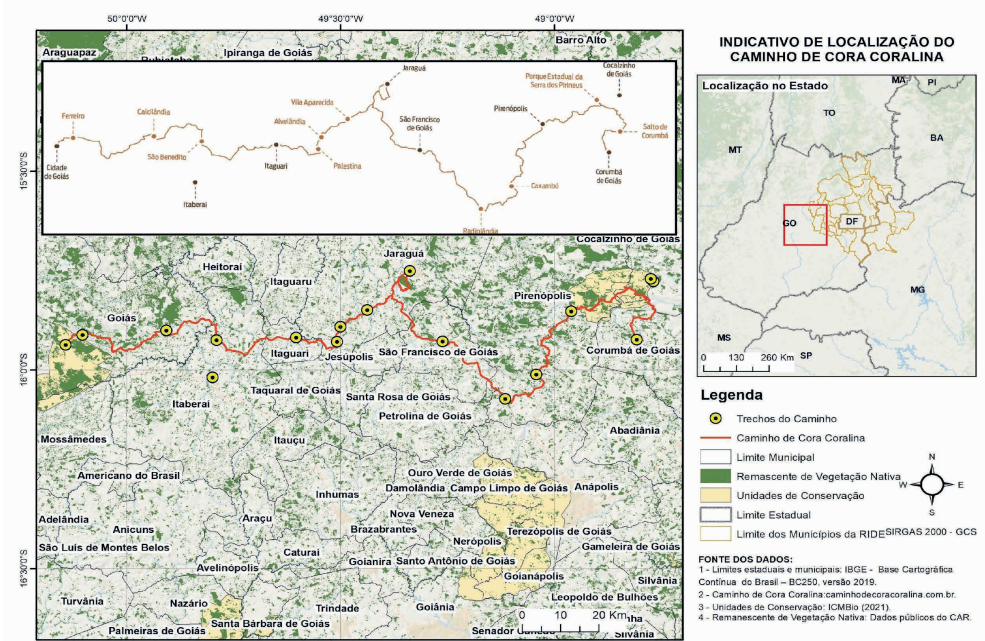 50°0'0"W
49°30'0"W
49°0'0"W
Araguapaz
Ipiranga de Goiás
Barro Alto
Jaraguá
Cocalzinho
de Goiás
Parque Estadual da
Serra dos Pirineus
Vila Aparecida
Ferreiro
Calcilândia
Alvelândia
São Francisco
de Goiás
Pirenópolis
Salto de
Corumbá
Cidade
de Goiás
São Benedito
Itaguari
Palestina
Caxambú
Corumbá
de Goiás
Itaberaí
Radiolândia
15°30'0"S
Cocalzinho de Goiás
Jaraguá
Heitoraí
Itaguaru
Pirenópolis
Goiás
Itaguari
Jesúpolis
São Francisco de Goiás
Corumbá de Goiás
16°0'0"S
Taquaral de Goiás
Santa Rosa de Goiás
Itaberaí
Petrolina de Goiás
Abadiânia
Mossâmedes
Itauçu
Americano do Brasil
Ouro Verde de Goiás
Damolândia
Campo Limpo de Goiás
Anápolis
Inhumas
Adelândia
Araçu
Nova Veneza
Anicuns
Brazabrantes
Terezópolis de Goiás
São Luís de Montes Belos
Caturai
Nerópolis
Gameleira de Goiás
Avelinópolis
Goianira
Santo Antônio de Goiás
Goianápolis
16°30'0"S
Silvânia
Leopoldo de Bulhões
Turvânia
Nazário
Trindade
Goiânia
0 10 20 Km
Santa Bárbara de Goiás
Palmeiras de Goiás
Senador
Silvânia
INDICATIVO DE LOCALIZAÇÃO DO
CAMINHO DE CORA CORALINA
Localização no Estado
MA
PI
TO
MT
BA
GO
DF
MG
MS
SP
0 130 260 Km
Legenda
Trechos do Caminho
Caminho de Cora Coralina
Limite Municipal
Remascente de Vegetação Nativa
Unidades de Conservação
Limite Estadual
Limite dos Municípios da RIDE
SIRGAS 2000 - GCS
N
W
E
S
FONTE DOS DADOS:
1 - Limites estaduais e municipais: IBGE - Base Cartográfica
Contínua do Brasil – BC250, versão 2019.
2 - Caminho de Cora Coralina:caminhodecoracoralina.com.br.
3 - Unidades de Conservação: ICMBio (2021).
4 - Remanescente de Vegetação Nativa: Dados públicos do CAR.